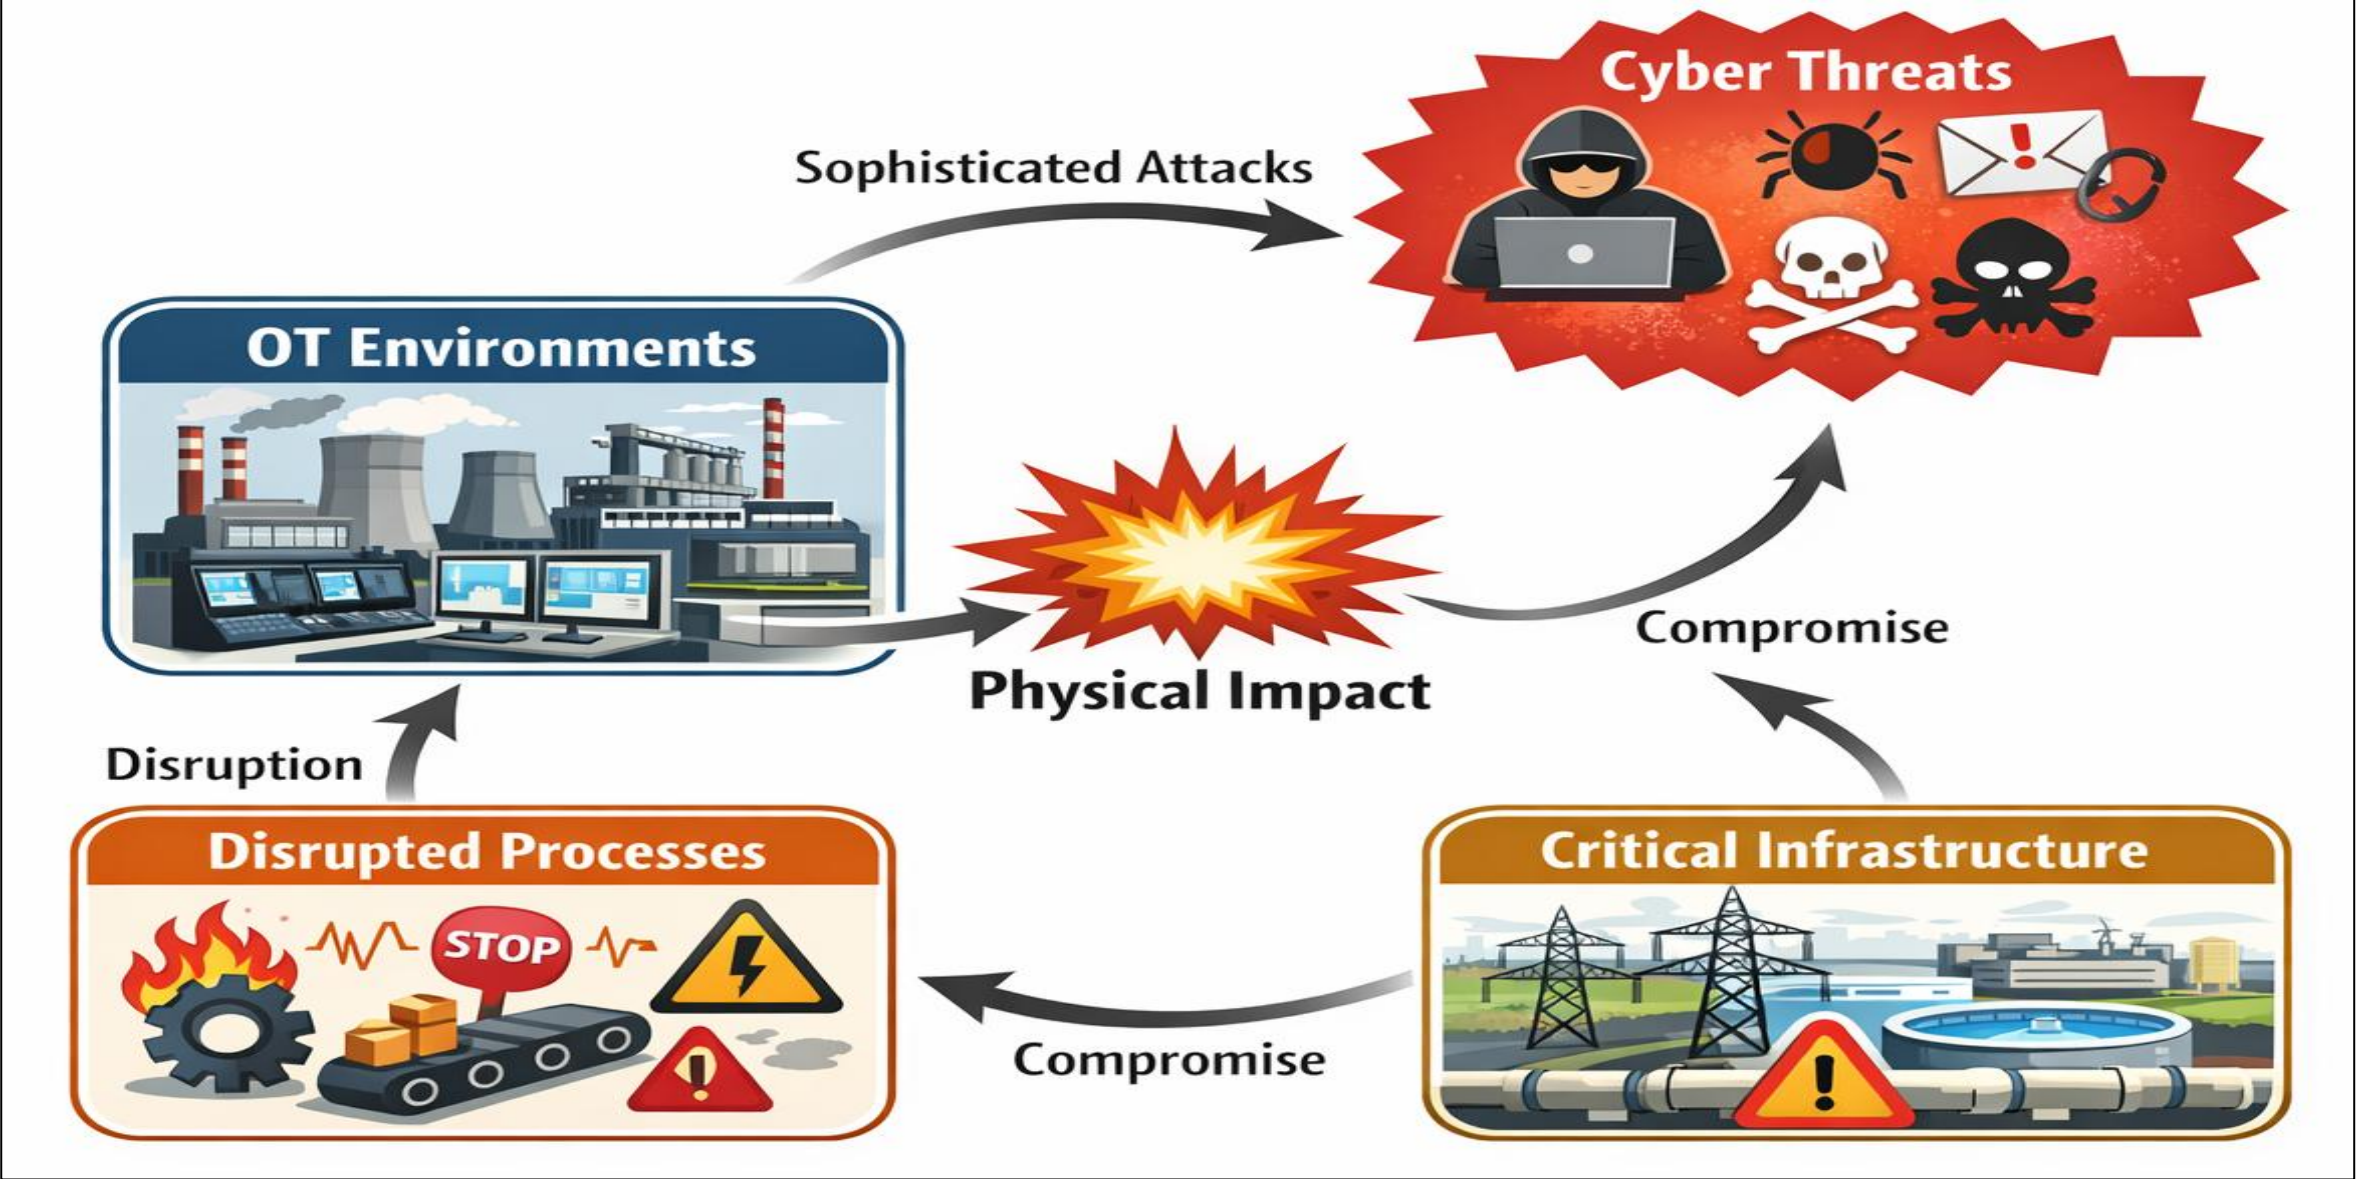 Cyber Threats
Sophisticated Attacks
OT Environments
Compromise
Physical Impact
Disruption
Disrupted Processes
Critical Infrastructure
STOP
Compromise